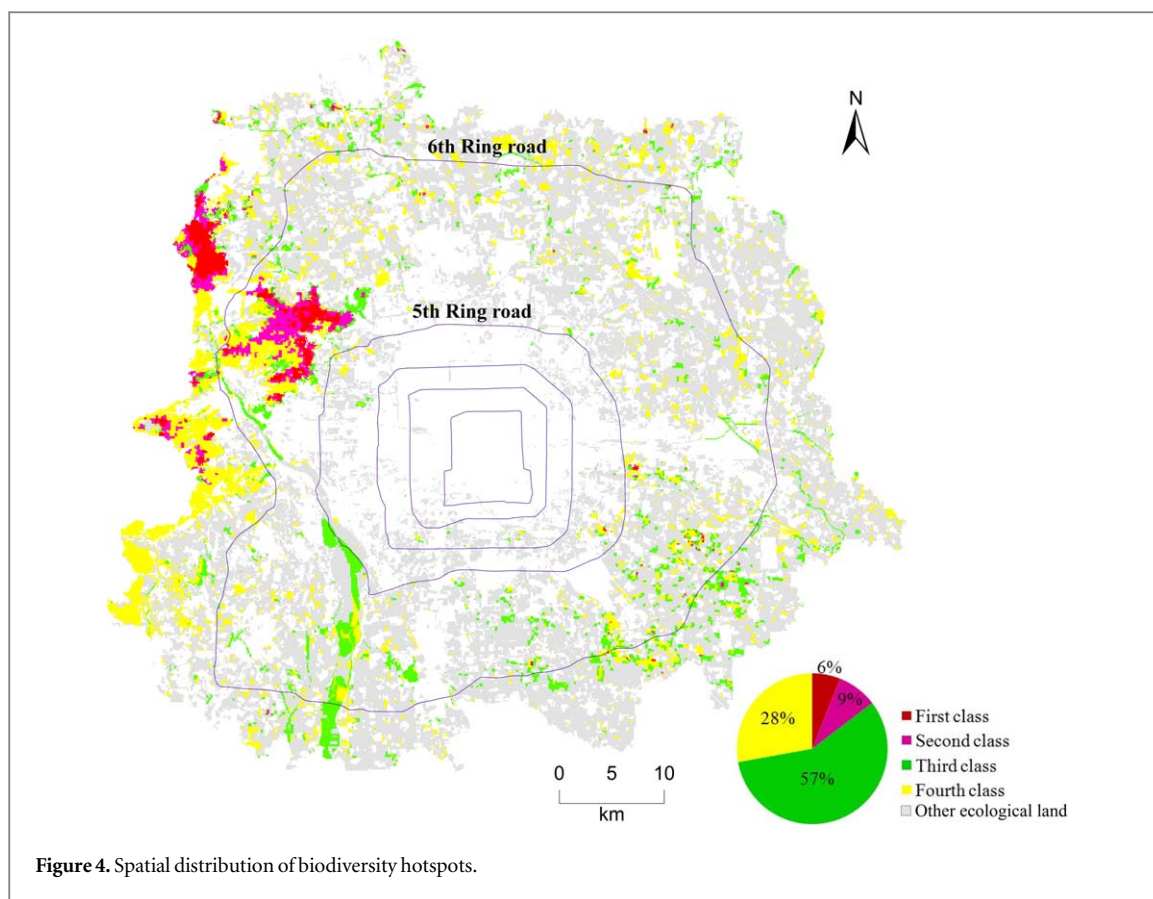 N
6th Ring road
5th Ring road
6%
9%
28%
57%
First class
Second class
Third class
Fourth class
Other ecological land
0 5 10
km
Figure 4. Spatial distribution of biodiversity hotspots.